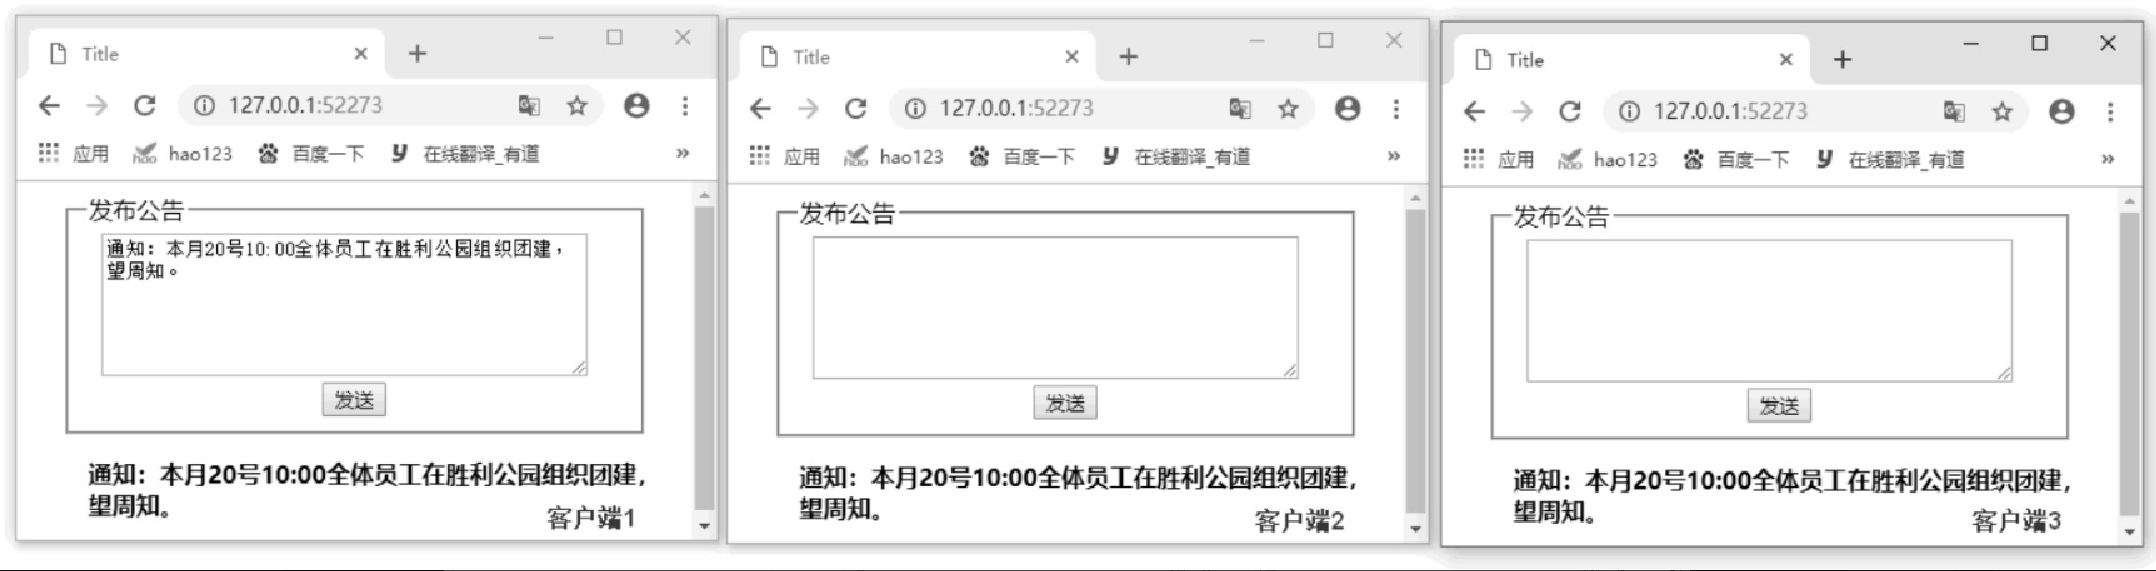 Title
127.0.0.1:52273
应用 hao123 百度一下 在线翻译_有道 »
发布公告
通知：本月20号10:00全体员工在胜利公园组织团建，
望周知。
发送
通知：本月20号10:00全体员工在胜利公园组织团建，
望周知。
客户端1
Title
127.0.0.1:52273
应用 hao123 百度一下 在线翻译_有道 »
发布公告
发送
通知：本月20号10:00全体员工在胜利公园组织团建，
望周知。
客户端2
Title
127.0.0.1:52273
应用 hao123 百度一下 在线翻译_有道 »
发布公告
发送
通知：本月20号10:00全体员工在胜利公园组织团建，
望周知。
客户端3